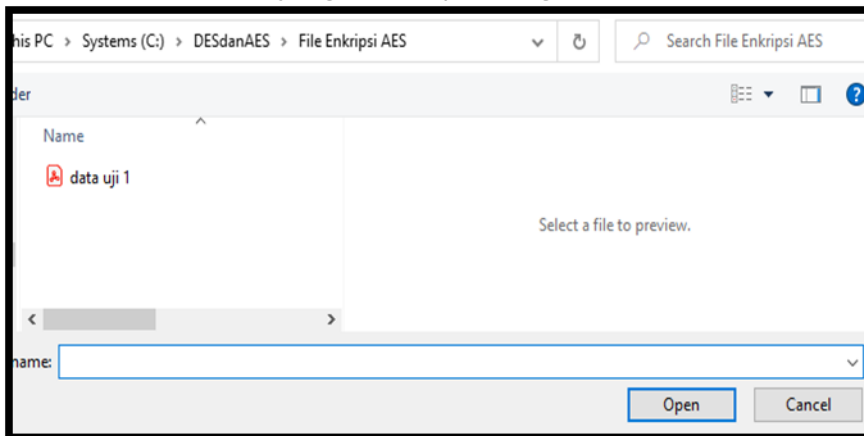 his PC > Systems (C:) > DESdanAES > File Enkripsi AES
Search File Enkripsi AES
der
Name
data uji 1
Select a file to preview.
name:
Open Cancel